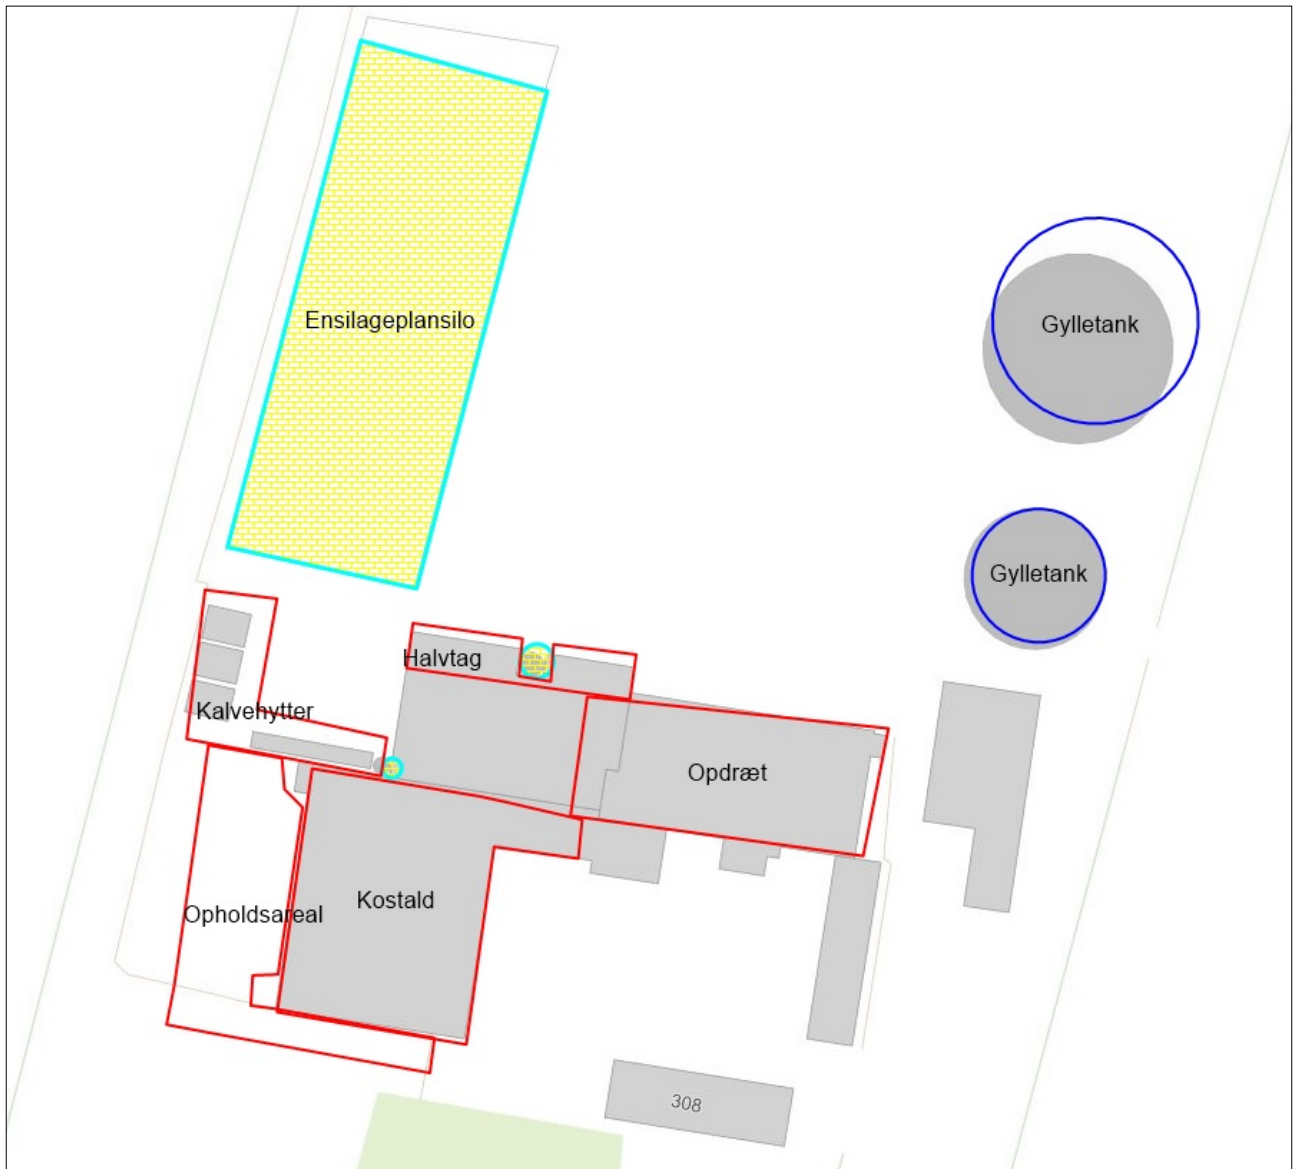 Ensilageplansilo
Gylletank
Gylletank
Halvtag
Kalvehytter
Opdræt
Kostald
Opholdsareal
308